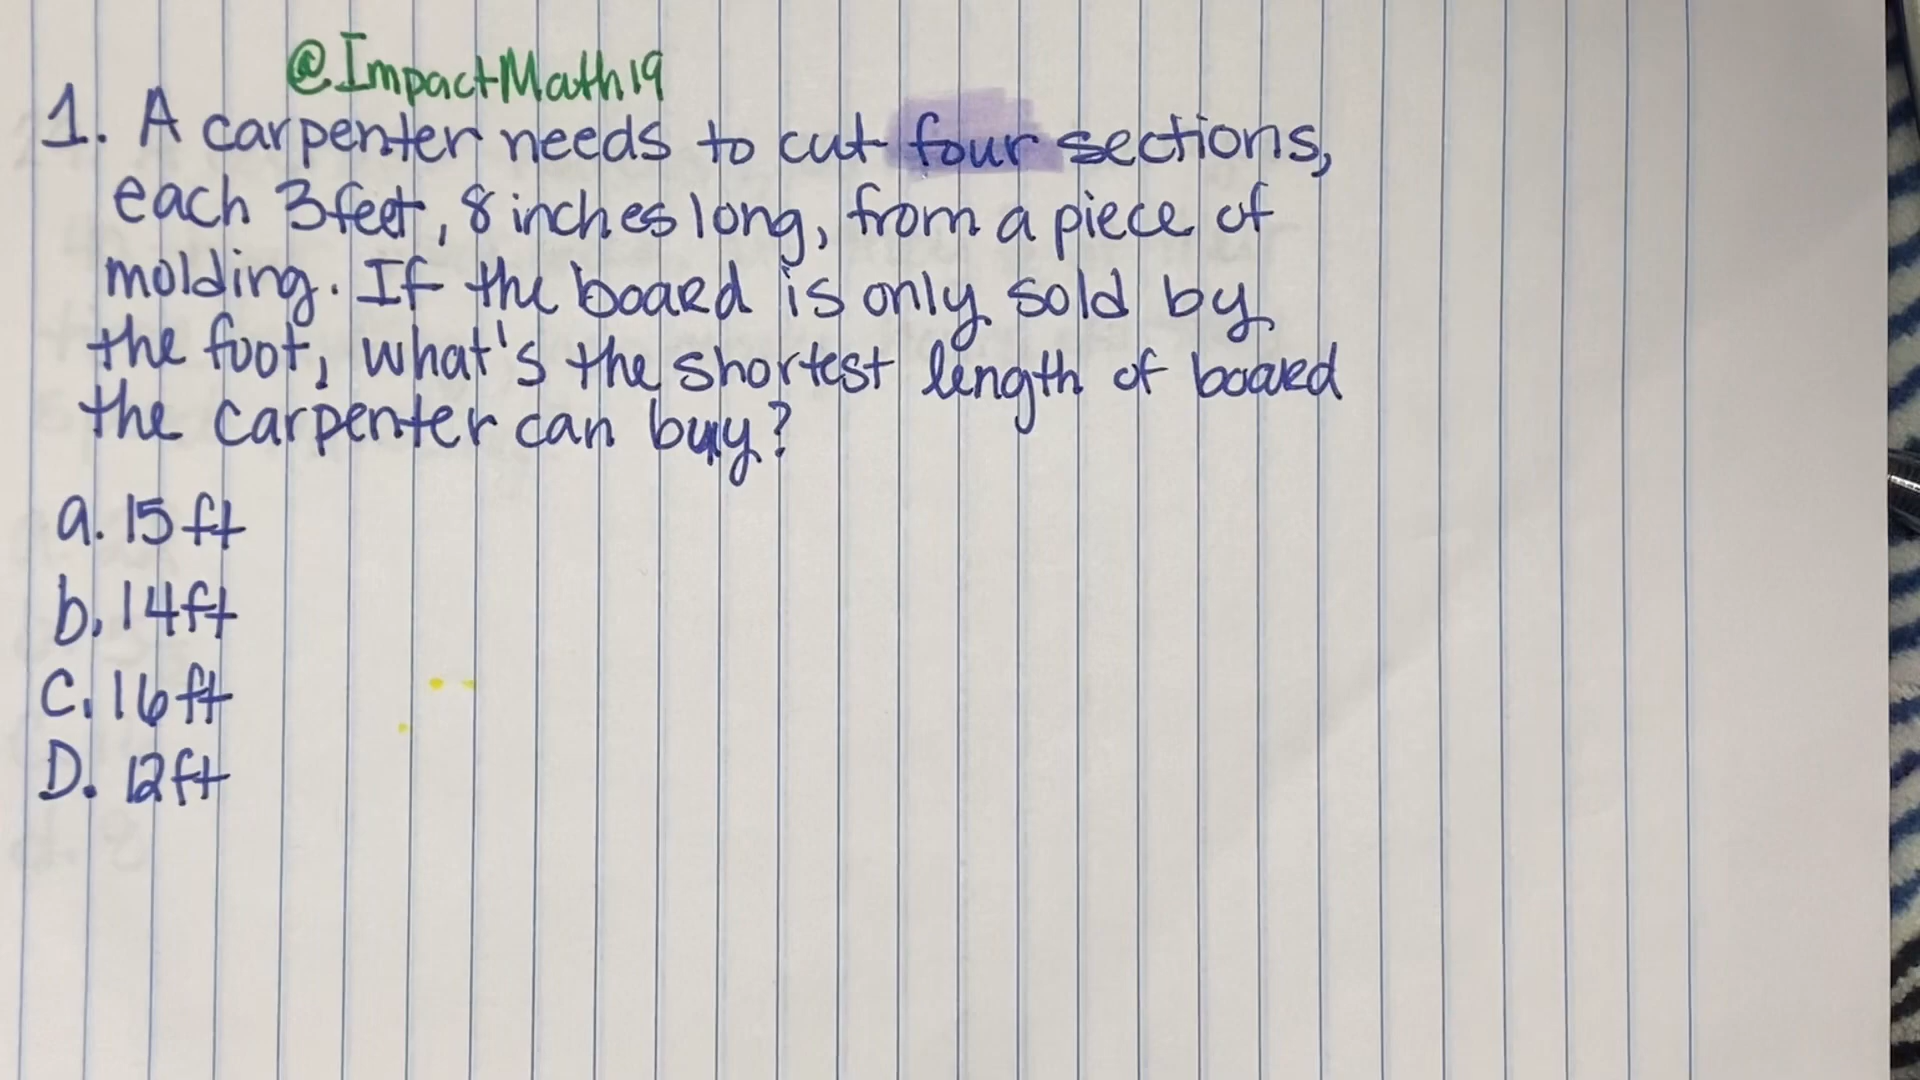 @ImpactMath19
1. A carpenter needs to cut four sections,
each 3feet, 8 inches long, from a piece of
molding. If the board is only sold by
the foot, what's the shortest length of board
the carpenter can buy?
a. 15ft
b. 14ft
C. 16ft
D. 12ft